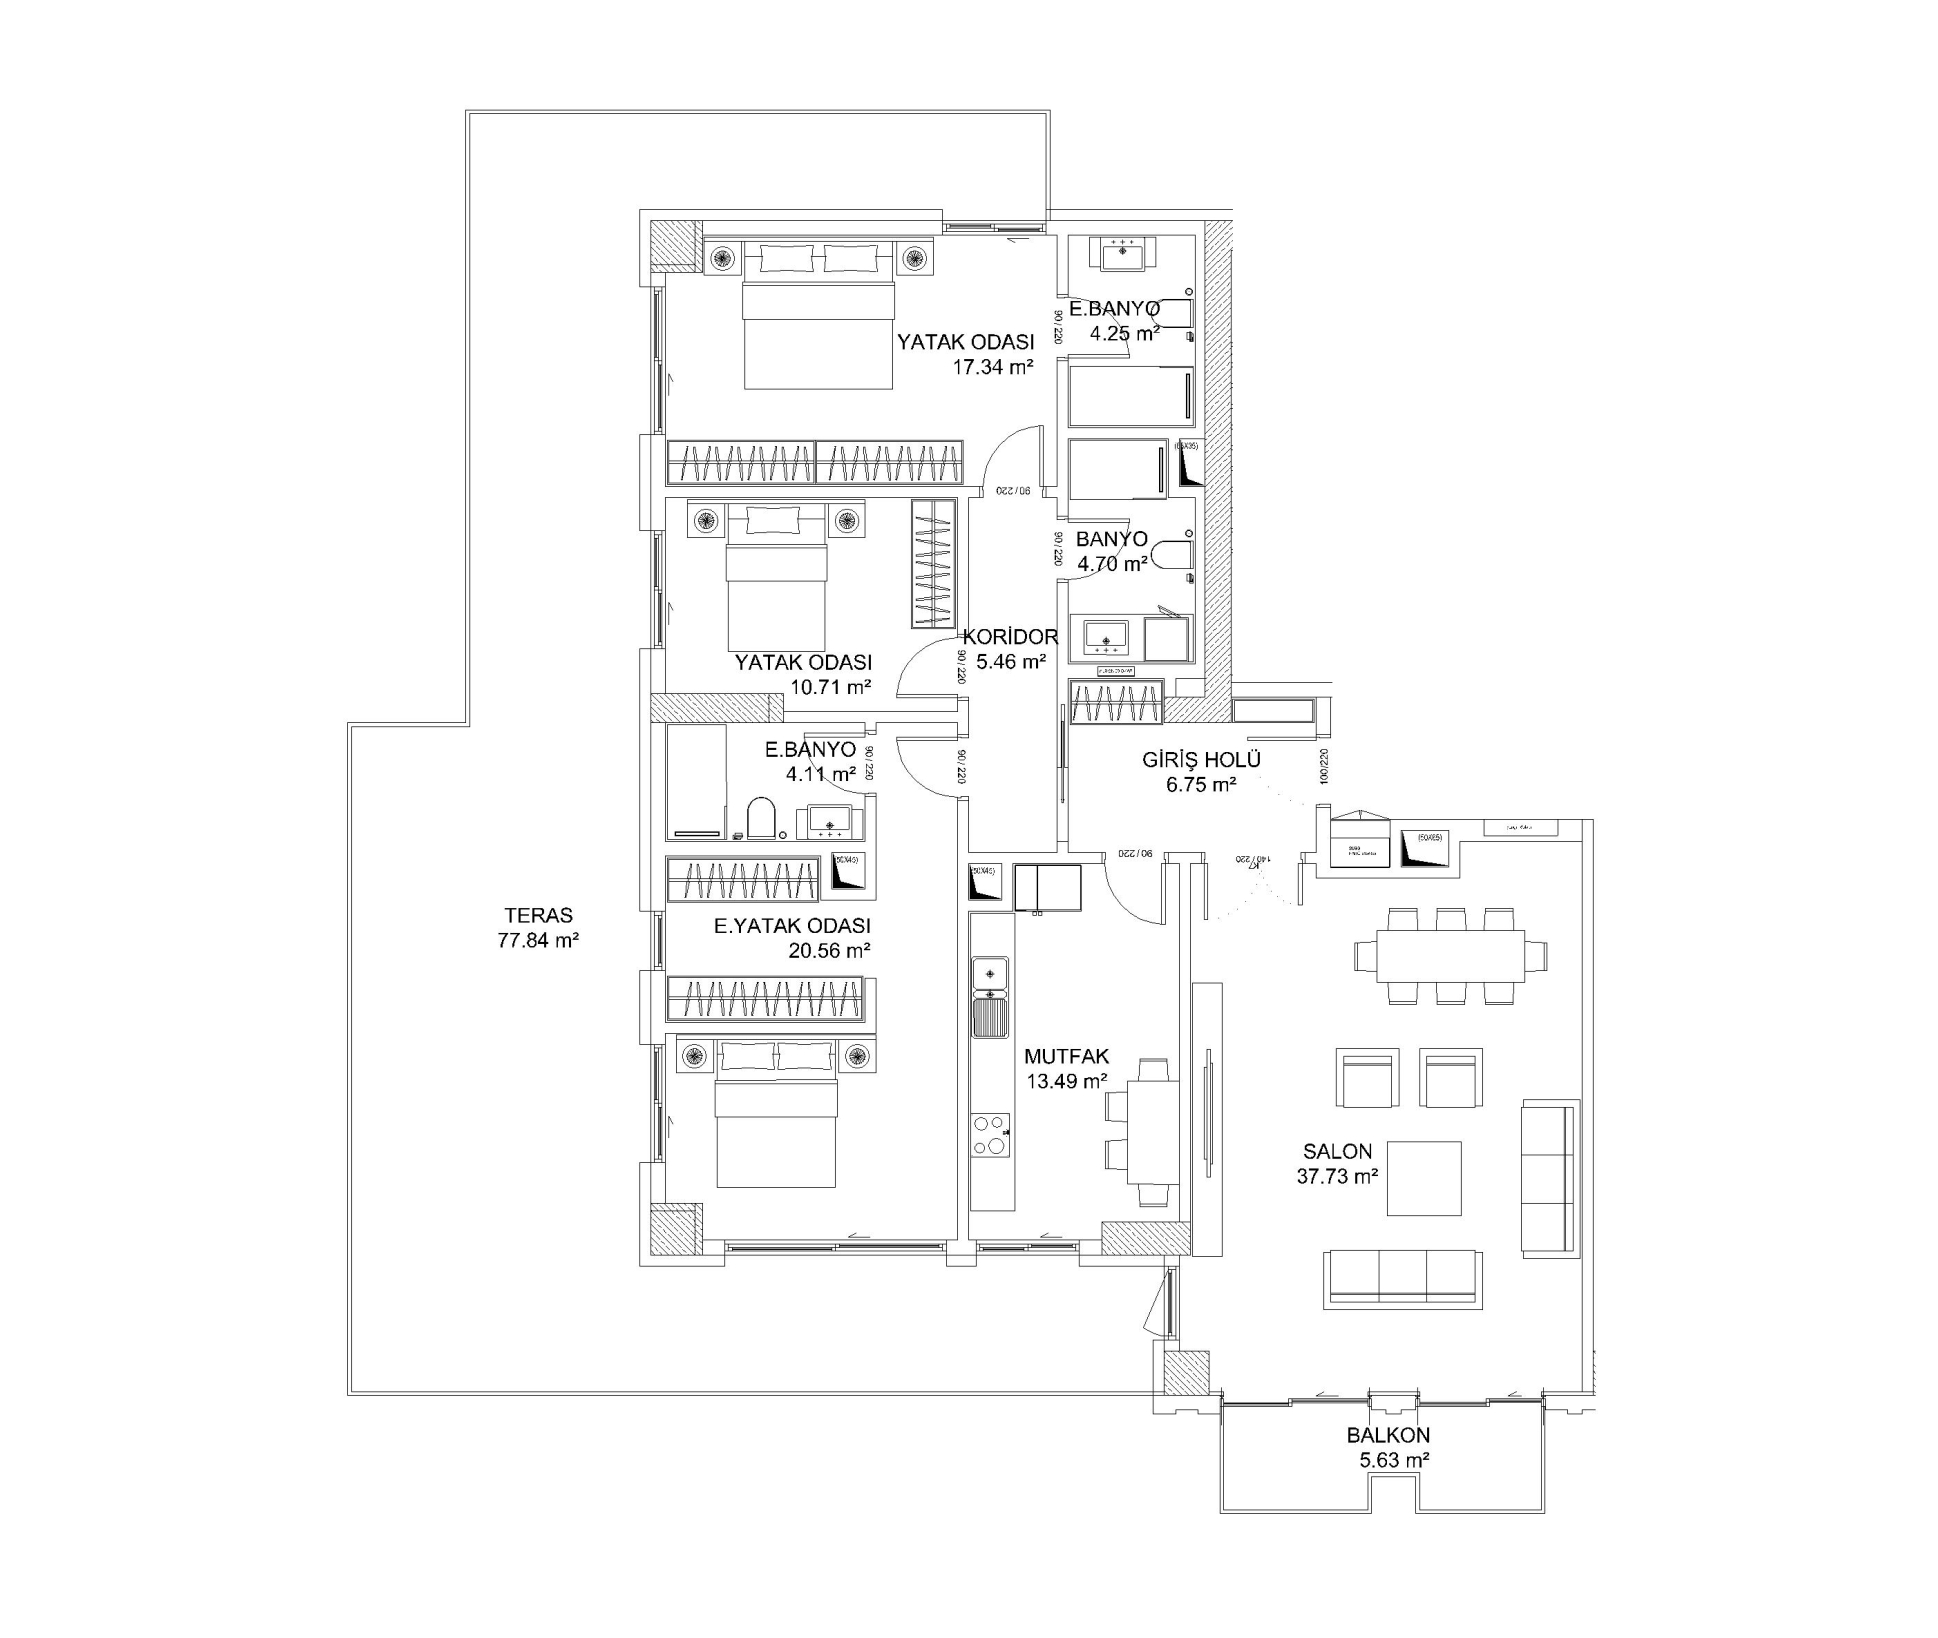 E.BANYO
4.25 m²
90 / 220
YATAK ODASI
17.34 m²
90 / 220
BANYO
4.70 m²
90 / 220
KORİDOR
5.46 m²
90 / 220
YATAK ODASI
10.71 m²
E.BANYO
4.11 m²
90 / 220
90 / 220
GİRİŞ HOLÜ
6.75 m²
100/220
90 / 220
140 / 220
(50X45)
(50X45)
TERAS
77.84 m²
E.YATAK ODASI
20.56 m²
MUTFAK
13.49 m²
SALON
37.73 m²
BALKON
5.63 m²